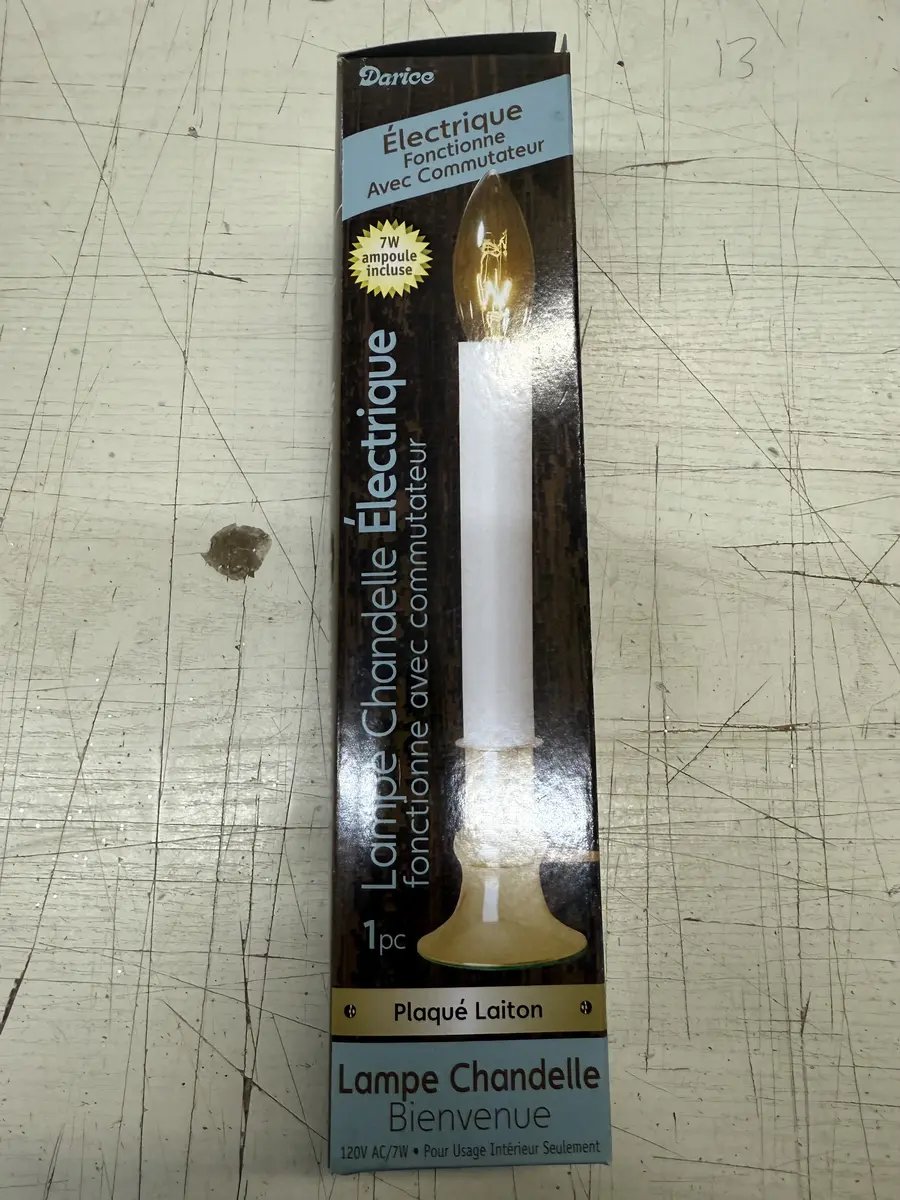 13
Darice
Électrique
Fonctionne
Avec Commutateur
7W
ampoule
incluse
Lampe Chandelle Électrique
fonctionne avec commutateur
1pc
Plaqué Laiton
Lampe Chandelle
Bienvenue
120V AC/7W • Pour Usage Intérieur Seulement